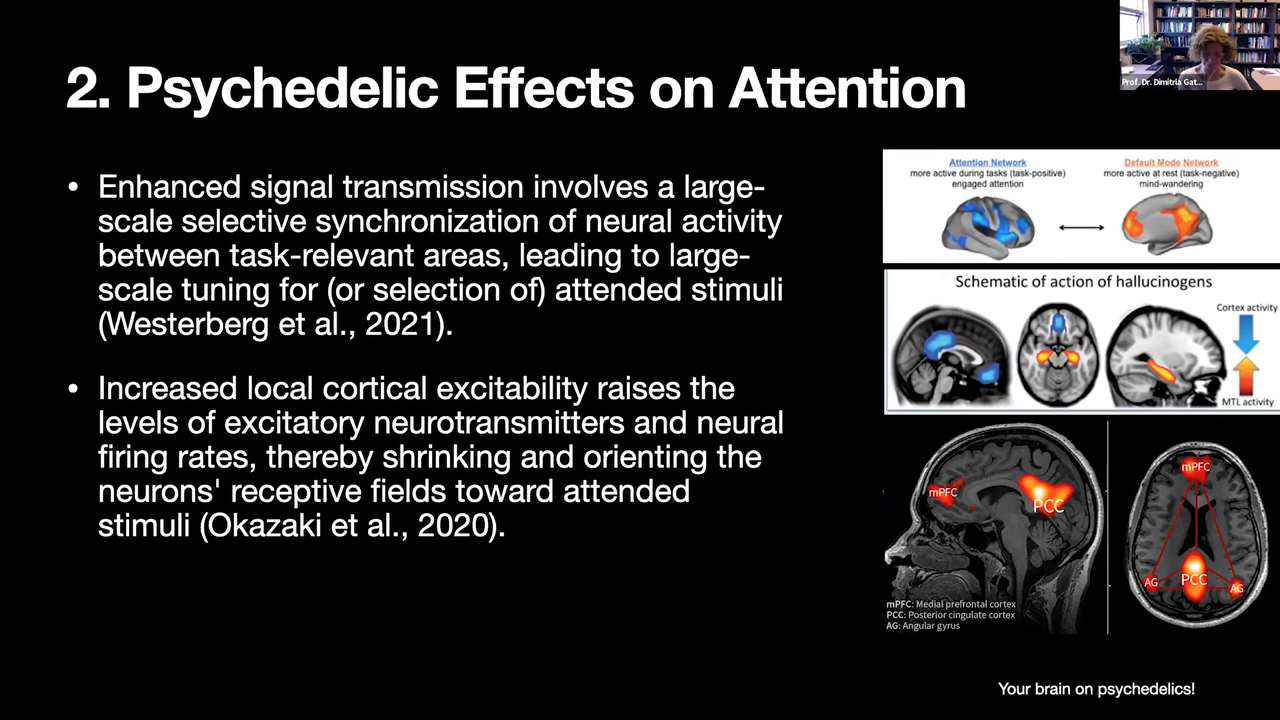 2. Psychedelic Effects on Attention
Prof. Dr. Dimitria Gat...
• Enhanced signal transmission involves a large-
scale selective synchronization of neural activity
between task-relevant areas, leading to large-
scale tuning for (or selection of) attended stimuli
(Westerberg et al., 2021).
• Increased local cortical excitability raises the
levels of excitatory neurotransmitters and neural
firing rates, thereby shrinking and orienting the
neurons' receptive fields toward attended
stimuli (Okazaki et al., 2020).
Attention Network
more active during tasks (task-positive)
engaged attention
Default Mode Network
more active at rest (task-negative)
mind-wandering
Schematic of action of hallucinogens
Cortex activity
MTL activity
mPFC
PCC
mPFC: Medial prefrontal cortex
PCC: Posterior cingulate cortex
AG: Angular gyrus
mPFC
AG
PCC
AG
Your brain on psychedelics!